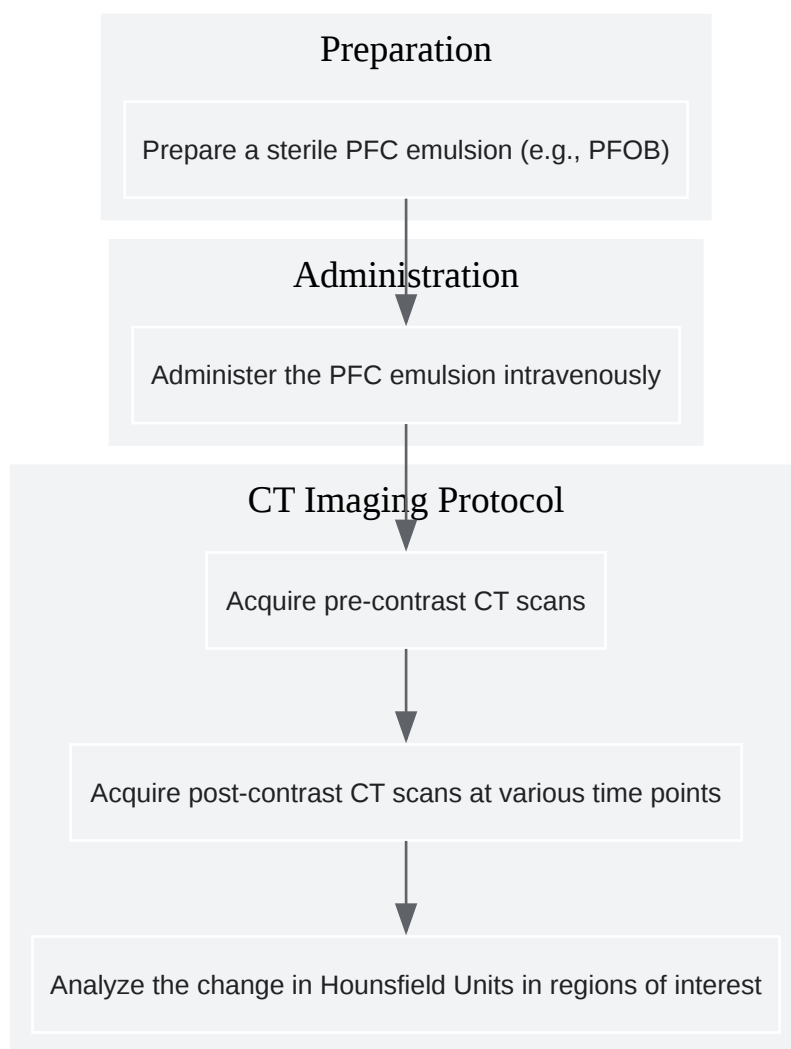 Preparation
Prepare a sterile PFC emulsion (e.g., PFOB)
Administration
Administer the PFC emulsion intravenously
CT Imaging Protocol
Acquire pre-contrast CT scans
Acquire post-contrast CT scans at various time points
Analyze the change in Hounsfield Units in regions of interest